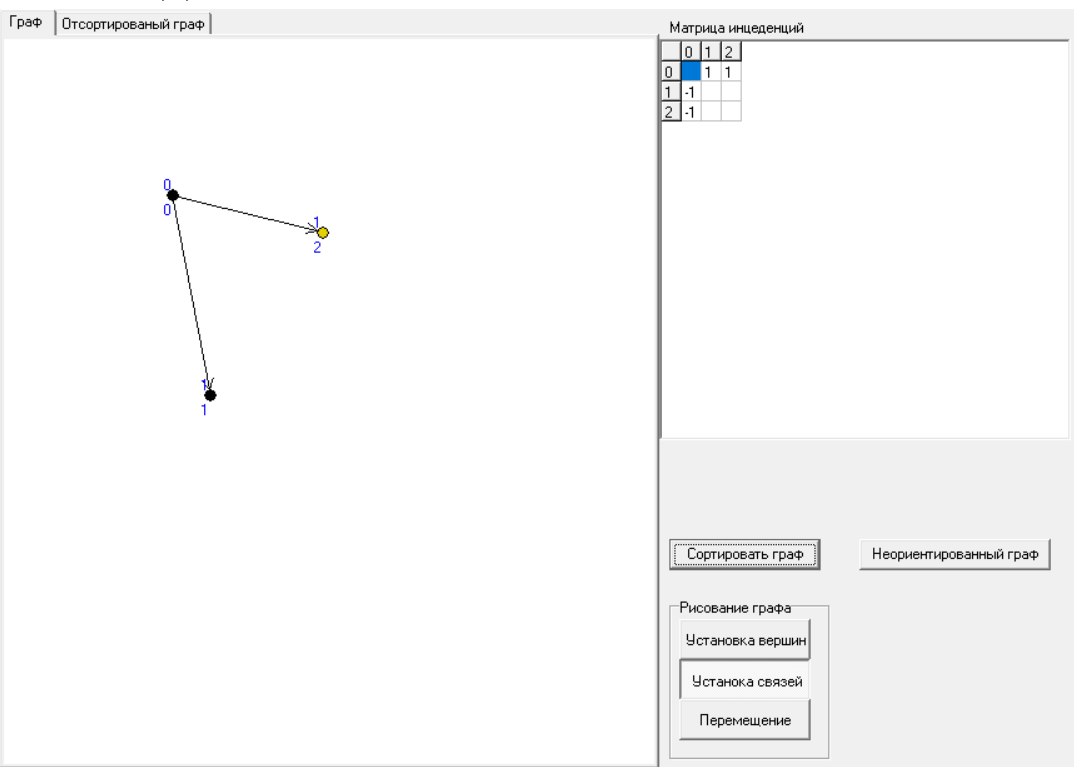 Граф Отсортированый граф
Матрица инцеденций
0 1 2
0 1 1
1 -1
2 -1
0
0
1
2
1
1
Сортировать граф Неориентированный граф
Рисование графа
Установка вершин
Устанока связей
Перемещение